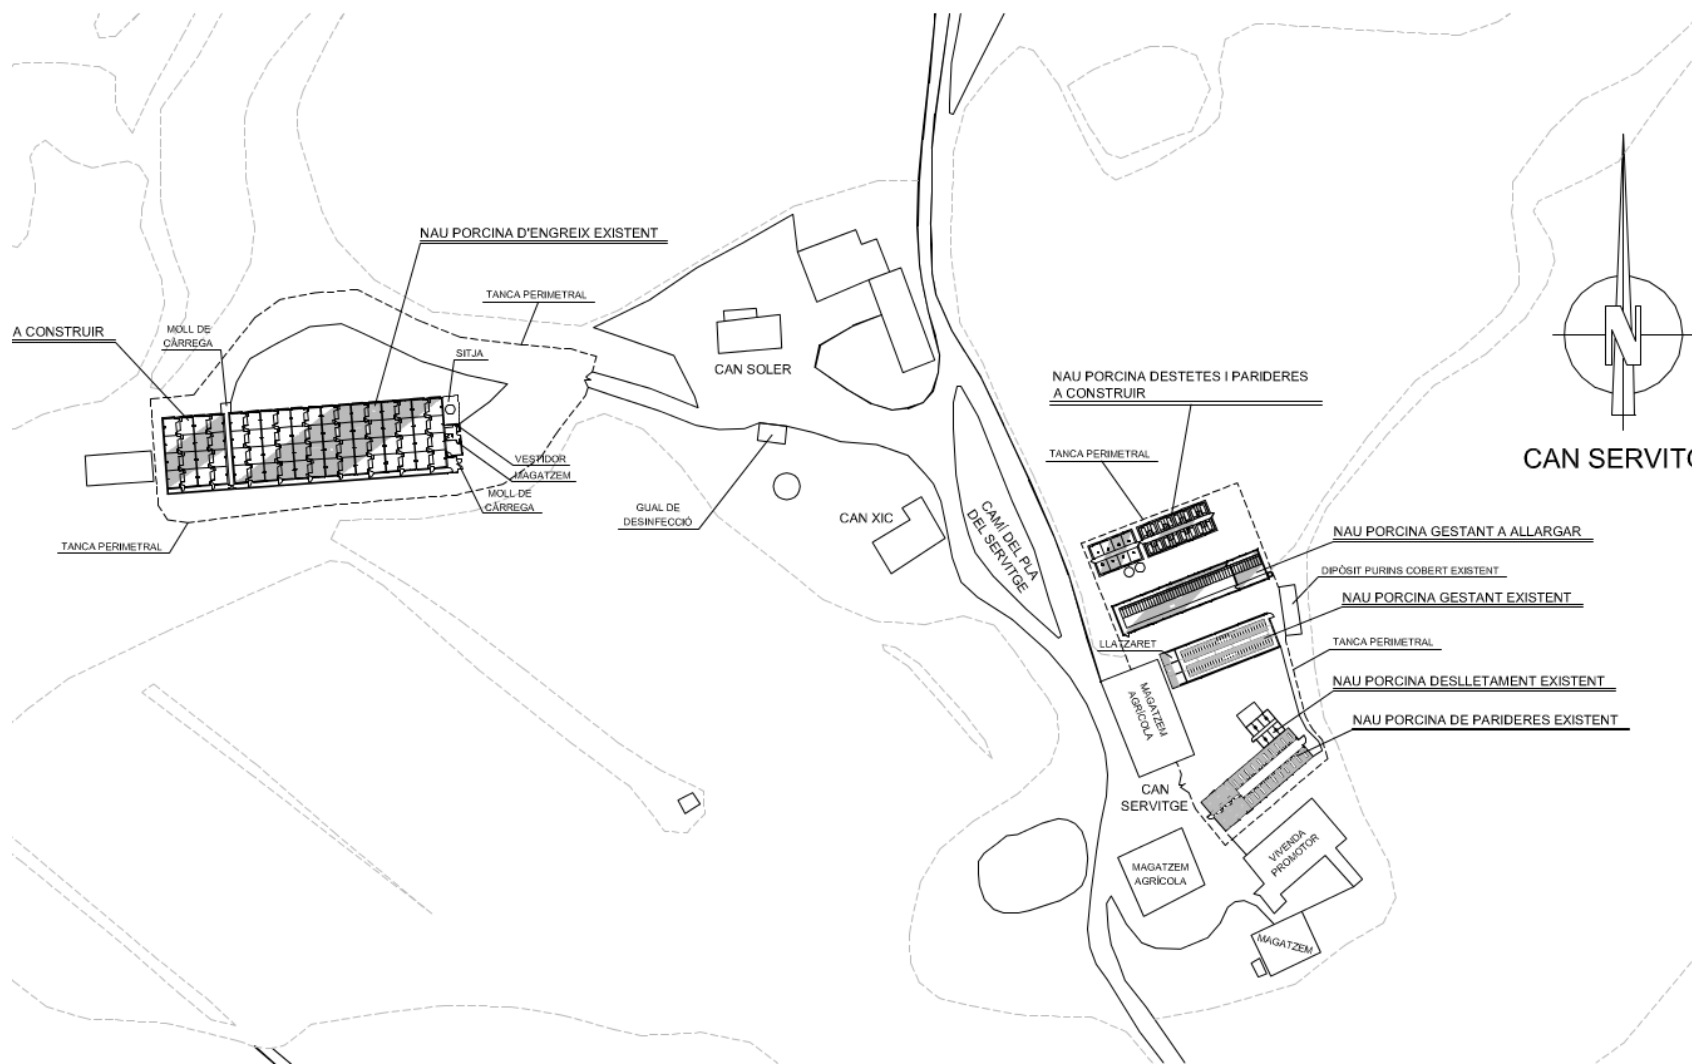 NAU PORCINA D'ENGREIX EXISTENT
TANCA PERIMETRAL
A CONSTRUIR
MOLL DE
CÀRREGA
SITJA
CAN SOLER
NAU PORCINA DESTETES I PARIDERES
A CONSTRUIR
N
CAN SERVITG
VESTIDOR
MAGATZEM
MOLL DE
CÀRREGA
TANCA PERIMETRAL
GUAL DE
DESINFECCIÓ
CAN XIC
CAMÍ DEL PLA
DEL SERVITGE
TANCA PERIMETRAL
NAU PORCINA GESTANT A ALLARGAR
DIPÒSIT PURINS COBERT EXISTENT
NAU PORCINA GESTANT EXISTENT
LLATZARET
TANCA PERIMETRAL
MAGATZEM
AGRÍCOLA
NAU PORCINA DESLLETAMENT EXISTENT
NAU PORCINA DE PARIDERES EXISTENT
CAN
SERVITGE
VIVENDA
PROMOTOR
MAGATZEM
AGRÍCOLA
MAGATZEM